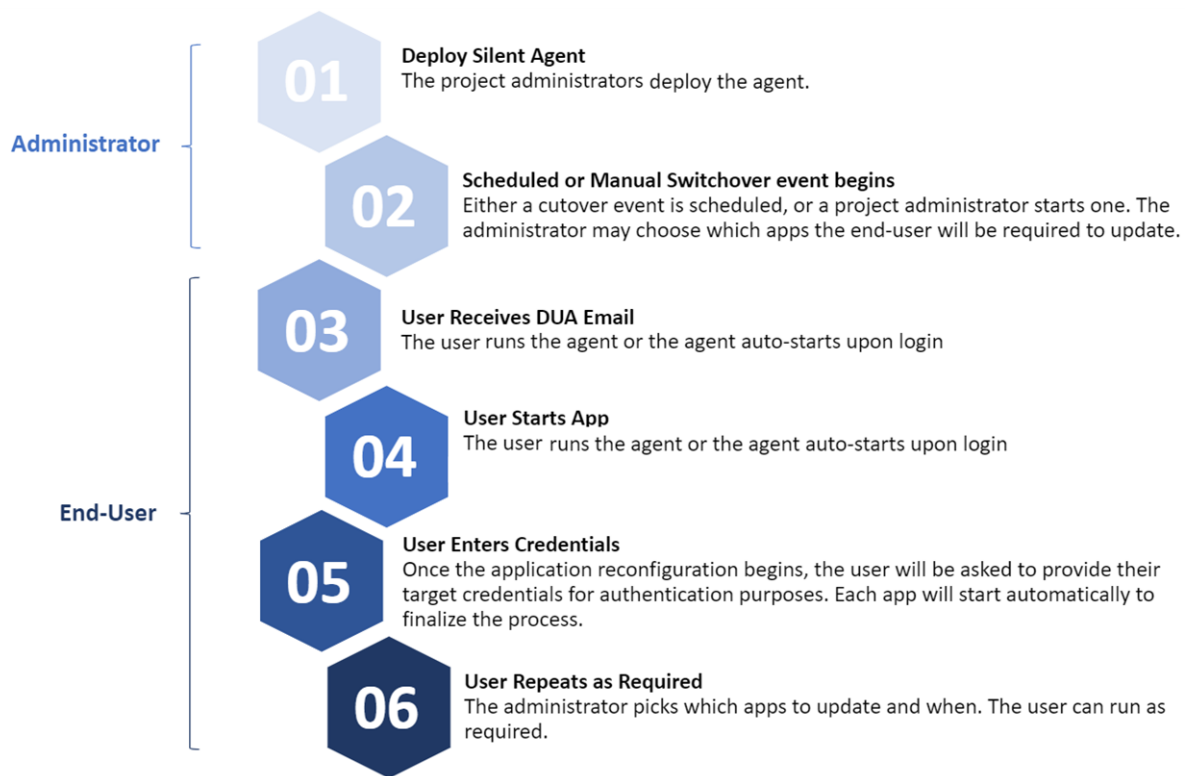 01
Deploy Silent Agent
The project administrators deploy the agent.
Administrator
02
Scheduled or Manual Switchover event begins
Either a cutover event is scheduled, or a project administrator starts one. The
administrator may choose which apps the end-user will be required to update.
03
User Receives DUA Email
The user runs the agent or the agent auto-starts upon login
04
User Starts App
The user runs the agent or the agent auto-starts upon login
End-User
05
User Enters Credentials
Once the application reconfiguration begins, the user will be asked to provide their
target credentials for authentication purposes. Each app will start automatically to
finalize the process.
06
User Repeats as Required
The administrator picks which apps to update and when. The user can run as
required.